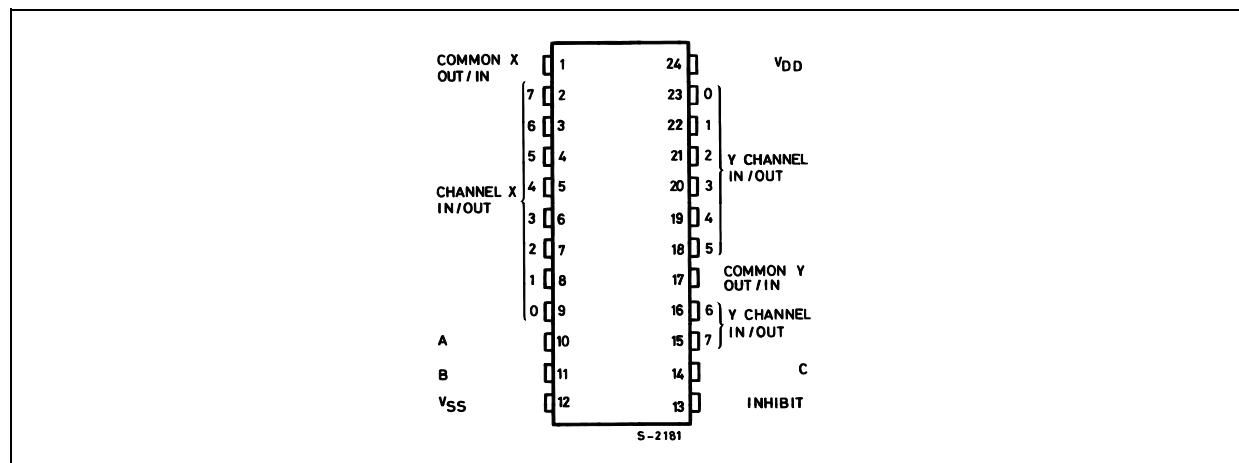 COMMON X 1 24 VDD
OUT / IN
7 2 23 0
6 3 22 1
5 4 21 2 Y CHANNEL
IN / OUT
CHANNEL X 4 5 20 3
IN / OUT
3 6 19 4
2 7 18 5
1 8 17 COMMON Y
OUT / IN
0 9 16 6 Y CHANNEL
IN / OUT
A 10 15 7
B 11 14 C
VSS 12 13 INHIBIT
S-2181